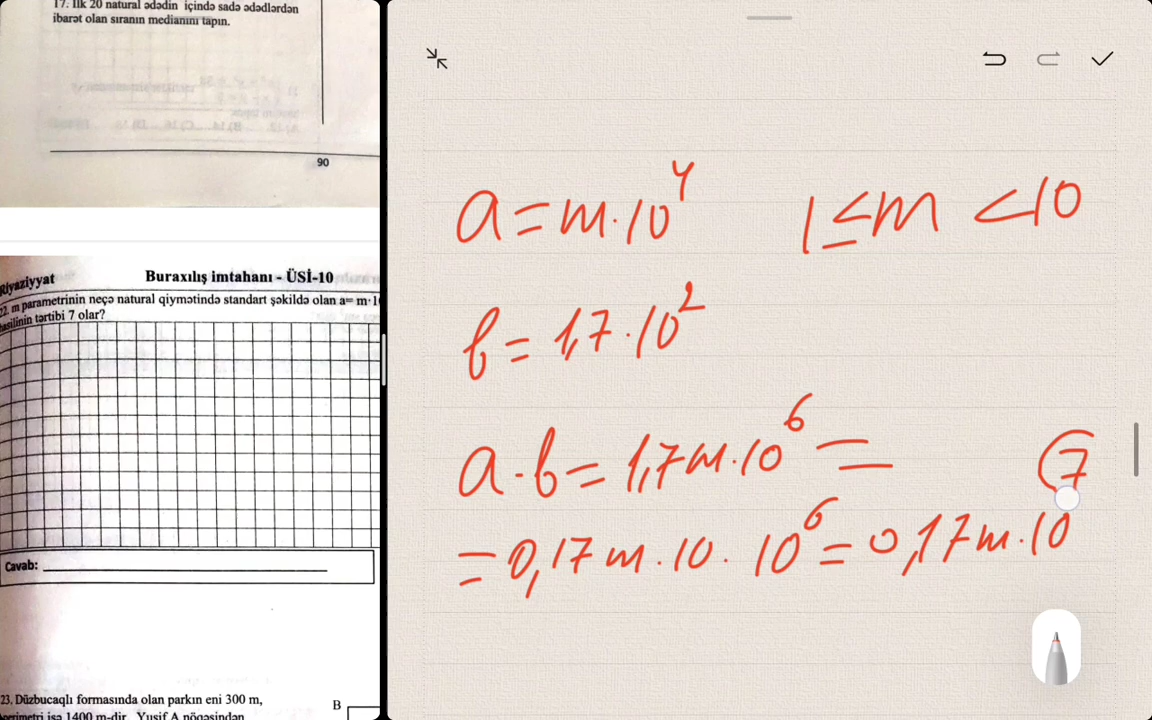 17. İlk 20 natural ədədin içində sadə ədədlərdən
ibarət olan sıranın medianını tapın.
90
Riyaziyyat
Buraxılış imtahanı - ÜSİ-10
22. m parametrinin neçə natural qiymətində standart şəkildə olan a= m·1
hasilinin tərtibi 7 olar?
Cavab:
23. Düzbucaqlı formasında olan parkın eni 300 m,
perimetri isə 1400 m-dir. Yusif A nöqəsindən
B
a=m·10⁴ 1≤m<10
b=1,7·10²
a·b=1,7m·10⁶=
7
=0,17m·10·10⁶=0,17m·10